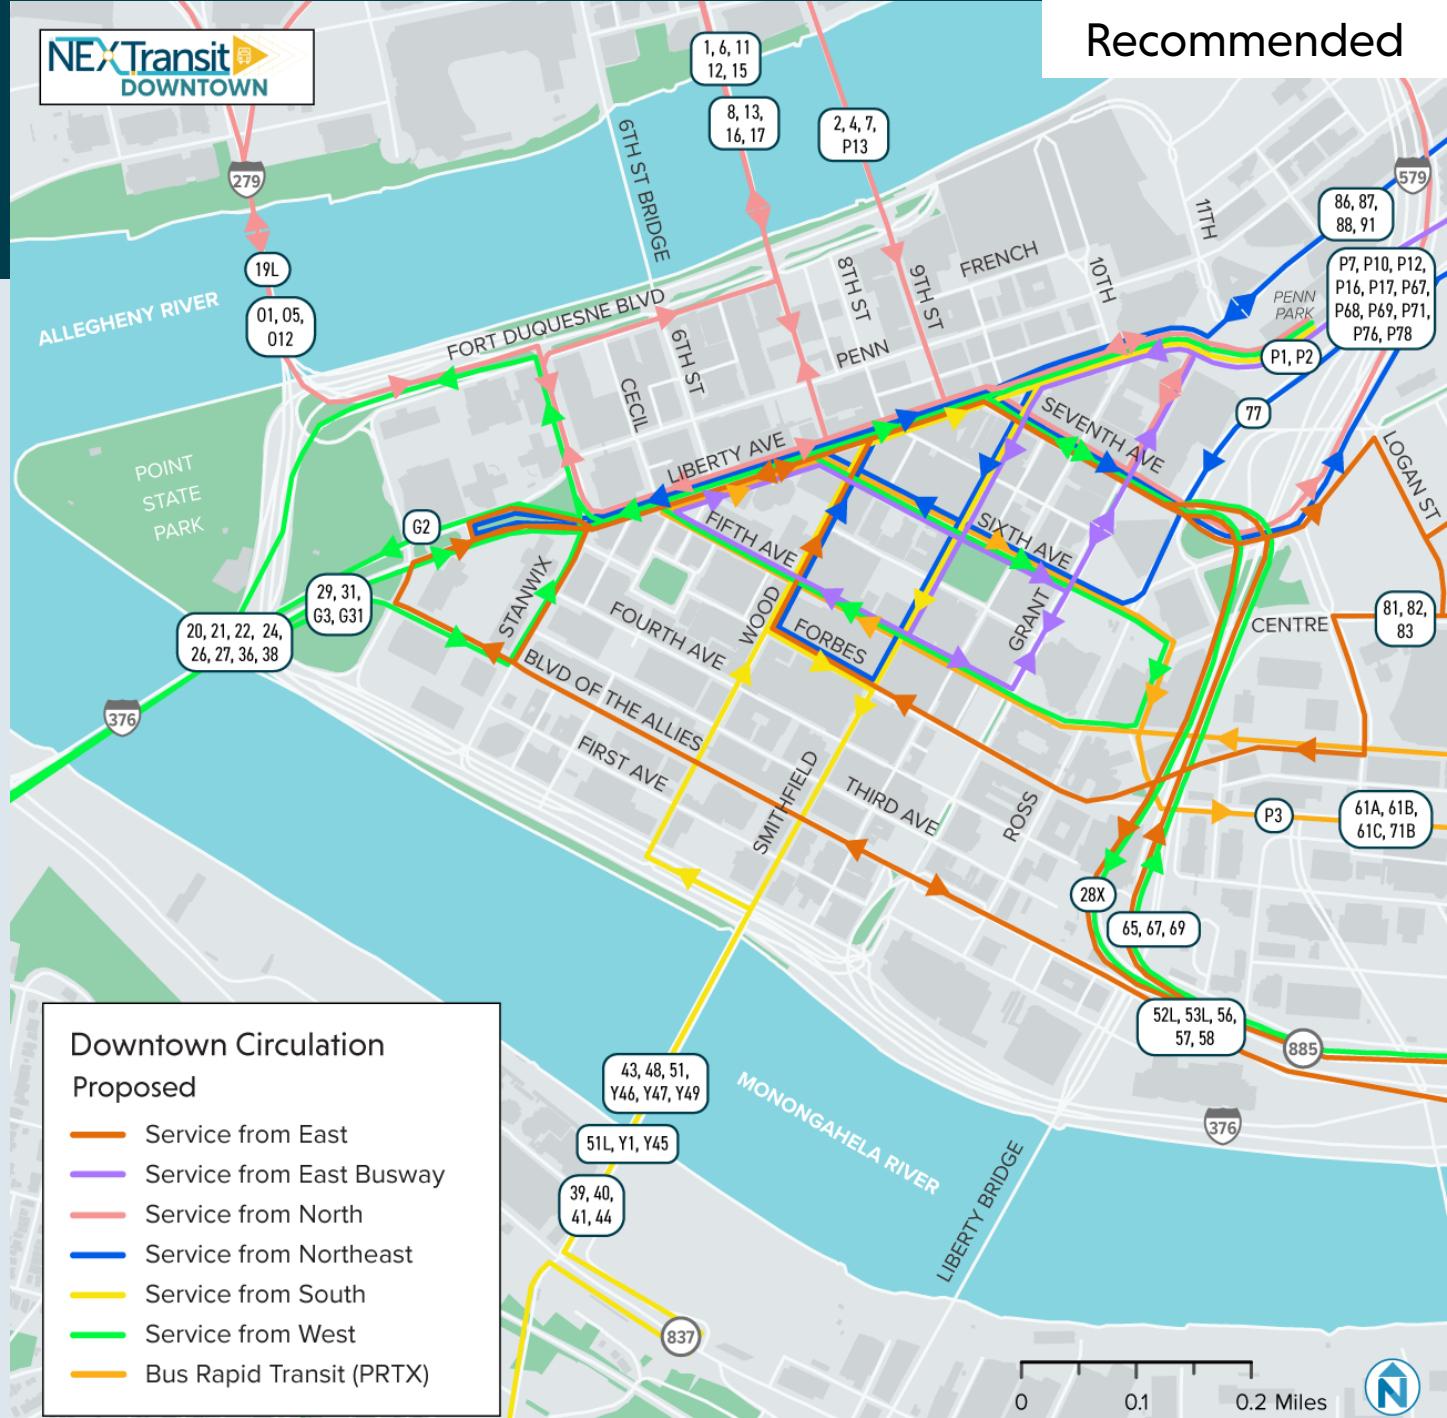 Recommended
NEXTransit
DOWNTOWN
1, 6, 11
12, 15
8, 13,
16, 17
2, 4, 7,
P13
279
579
19L
O1, O5,
O12
86, 87,
88, 91
P7, P10, P12,
P16, P17, P67,
P68, P69, P71,
P76, P78
P1, P2
77
ALLEGHENY RIVER
6TH ST BRIDGE
FORT DUQUESNE BLVD
6TH ST
CECIL
8TH ST
9TH ST
FRENCH
10TH
11TH
PENN
PARK
PENN
LIBERTY AVE
SEVENTH AVE
LOGAN ST
POINT
STATE
PARK
G2
29, 31,
G3, G31
20, 21, 22, 24,
26, 27, 36, 38
376
STANWIX
FIFTH AVE
SIXTH AVE
WOOD
FORBES
FOURTH AVE
GRANT
CENTRE
81, 82,
83
BLVD OF THE ALLIES
FIRST AVE
SMITHFIELD
THIRD AVE
ROSS
P3
61A, 61B,
61C, 71B
28X
65, 67, 69
52L, 53L, 56,
57, 58
885
376
43, 48, 51,
Y46, Y47, Y49
51L, Y1, Y45
39, 40,
41, 44
MONONGAHELA RIVER
LIBERTY BRIDGE
837
Downtown Circulation
Proposed
Service from East
Service from East Busway
Service from North
Service from Northeast
Service from South
Service from West
Bus Rapid Transit (PRTX)
0 0.1 0.2 Miles
N